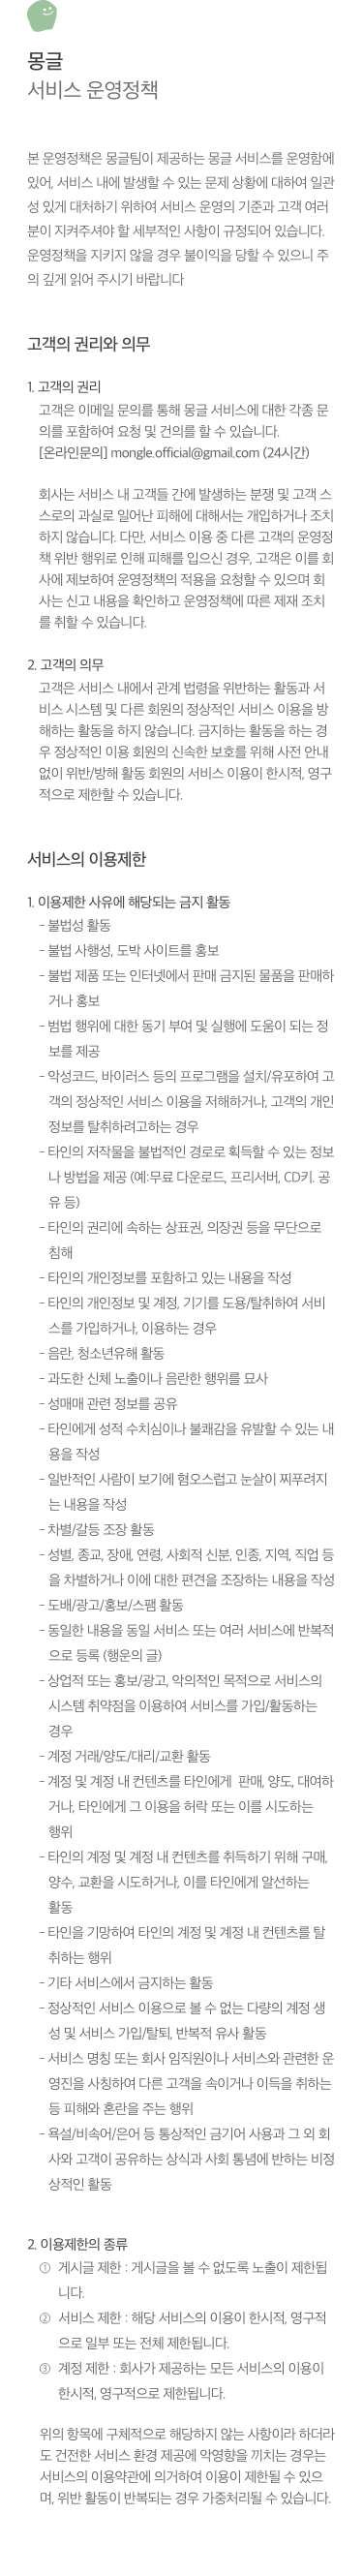 몽글
서비스 운영정책
본 운영정책은 몽글팀이 제공하는 몽글 서비스를 운영함에
있어, 서비스 내에 발생할 수 있는 문제 상황에 대하여 일관
성 있게 대처하기 위하여 서비스 운영의 기준과 고객 여러
분이 지켜주셔야 할 세부적인 사항이 규정되어 있습니다.
운영정책을 지키지 않을 경우 불이익을 당할 수 있으니 주
의 깊게 읽어 주시기 바랍니다
고객의 권리와 의무
1. 고객의 권리
고객은 이메일 문의를 통해 몽글 서비스에 대한 각종 문
의를 포함하여 요청 및 건의를 할 수 있습니다.
[온라인문의] mongle.official@gmail.com (24시간)
회사는 서비스 내 고객들 간에 발생하는 분쟁 및 고객 스
스로의 과실로 일어난 피해에 대해서는 개입하거나 조치
하지 않습니다. 다만, 서비스 이용 중 다른 고객의 운영정
책 위반 행위로 인해 피해를 입으신 경우, 고객은 이를 회
사에 제보하여 운영정책의 적용을 요청할 수 있으며 회
사는 신고 내용을 확인하고 운영정책에 따른 제재 조치
를 취할 수 있습니다.
2. 고객의 의무
고객은 서비스 내에서 관계 법령을 위반하는 활동과 서
비스 시스템 및 다른 회원의 정상적인 서비스 이용을 방
해하는 활동을 하지 않습니다. 금지하는 활동을 하는 경
우 정상적인 이용 회원의 신속한 보호를 위해 사전 안내
없이 위반/방해 활동 회원의 서비스 이용이 한시적, 영구
적으로 제한할 수 있습니다.
서비스의 이용제한
1. 이용제한 사유에 해당되는 금지 활동
- 불법성 활동
- 불법 사행성, 도박 사이트를 홍보
- 불법 제품 또는 인터넷에서 판매 금지된 물품을 판매하
거나 홍보
- 범법 행위에 대한 동기 부여 및 실행에 도움이 되는 정
보를 제공
- 악성코드, 바이러스 등의 프로그램을 설치/유포하여 고
객의 정상적인 서비스 이용을 저해하거나, 고객의 개인
정보를 탈취하려고하는 경우
- 타인의 저작물을 불법적인 경로로 획득할 수 있는 정보
나 방법을 제공 (예:무료 다운로드, 프리서버, CD키. 공
유 등)
- 타인의 권리에 속하는 상표권, 의장권 등을 무단으로
침해
- 타인의 개인정보를 포함하고 있는 내용을 작성
- 타인의 개인정보 및 계정, 기기를 도용/탈취하여 서비
스를 가입하거나, 이용하는 경우
- 음란, 청소년유해 활동
- 과도한 신체 노출이나 음란한 행위를 묘사
- 성매매 관련 정보를 공유
- 타인에게 성적 수치심이나 불쾌감을 유발할 수 있는 내
용을 작성
- 일반적인 사람이 보기에 혐오스럽고 눈살이 찌푸려지
는 내용을 작성
- 차별/갈등 조장 활동
- 성별, 종교, 장애, 연령, 사회적 신분, 인종, 지역, 직업 등
을 차별하거나 이에 대한 편견을 조장하는 내용을 작성
- 도배/광고/홍보/스팸 활동
- 동일한 내용을 동일 서비스 또는 여러 서비스에 반복적
으로 등록 (행운의 글)
- 상업적 또는 홍보/광고, 악의적인 목적으로 서비스의
시스템 취약점을 이용하여 서비스를 가입/활동하는
경우
- 계정 거래/양도/대리/교환 활동
- 계정 및 계정 내 컨텐츠를 타인에게  판매, 양도, 대여하
거나, 타인에게 그 이용을 허락 또는 이를 시도하는
행위
- 타인의 계정 및 계정 내 컨텐츠를 취득하기 위해 구매,
양수, 교환을 시도하거나, 이를 타인에게 알선하는
활동
- 타인을 기망하여 타인의 계정 및 계정 내 컨텐츠를 탈
취하는 행위
- 기타 서비스에서 금지하는 활동
- 정상적인 서비스 이용으로 볼 수 없는 다량의 계정 생
성 및 서비스 가입/탈퇴, 반복적 유사 활동
- 서비스 명칭 또는 회사 임직원이나 서비스와 관련한 운
영진을 사칭하여 다른 고객을 속이거나 이득을 취하는
등 피해와 혼란을 주는 행위
- 욕설/비속어/은어 등 통상적인 금기어 사용과 그 외 회
사와 고객이 공유하는 상식과 사회 통념에 반하는 비정
상적인 활동
2. 이용제한의 종류
① 게시글 제한 : 게시글을 볼 수 없도록 노출이 제한됩
니다.
② 서비스 제한 : 해당 서비스의 이용이 한시적, 영구적
으로 일부 또는 전체 제한됩니다.
③ 계정 제한 : 회사가 제공하는 모든 서비스의 이용이
한시적, 영구적으로 제한됩니다.
위의 항목에 구체적으로 해당하지 않는 사항이라 하더라
도 건전한 서비스 환경 제공에 악영향을 끼치는 경우는
서비스의 이용약관에 의거하여 이용이 제한될 수 있으
며, 위반 활동이 반복되는 경우 가중처리될 수 있습니다.